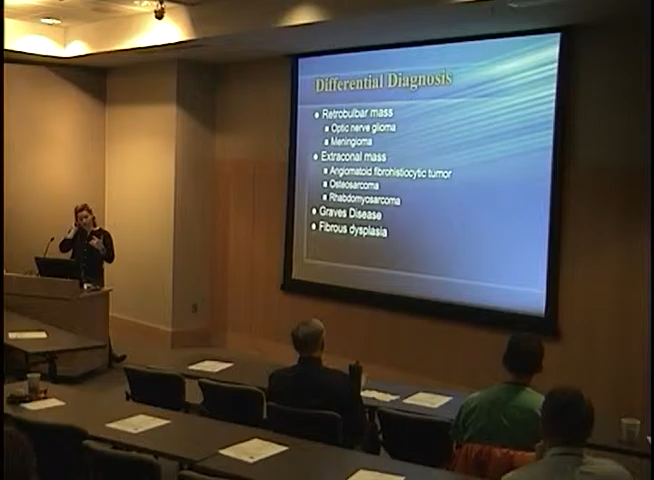 Differential Diagnosis
Retrobulbar mass
Optic nerve glioma
Meningioma
Extraconal mass
Angiomatoid fibrohistiocytic tumor
Osteosarcoma
Rhabdomyosarcoma
Graves Disease
Fibrous dysplasia